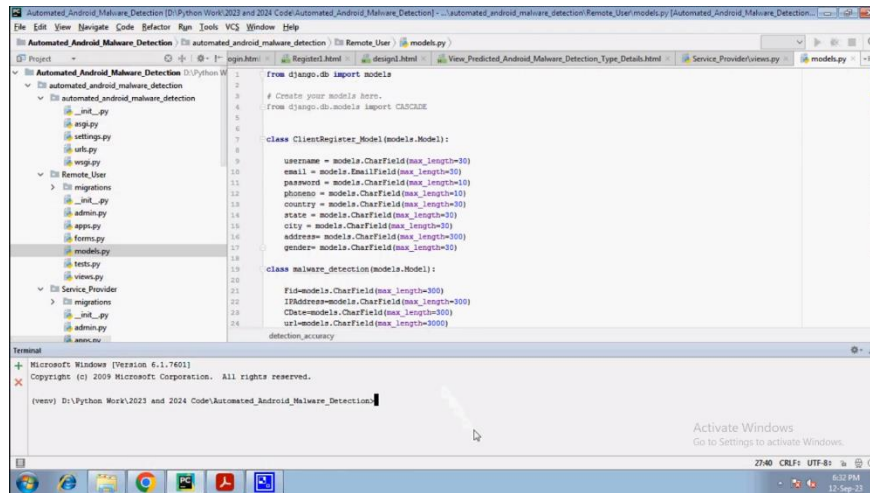 Automated_Android_Malware_Detection [D:\Python Work\2023 and 2024 Code\Automated_Android_Malware_Detection] - ...\automated_android_malware_detection\Remote_User\models.py [Automated_Android_Malware_Detection...
File Edit View Navigate Code Refactor Run Tools VCS Window Help
Automated_Android_Malware_Detection automated_android_malware_detection Remote_User models.py
Project ogin.html Register1.html design1.html View_Predicted_Android_Malware_Detection_Type_Details.html Service_Provider\views.py models.py
Automated_Android_Malware_Detection D:\Python W
automated_android_malware_detection
automated_android_malware_detection
__init__.py
asgi.py
settings.py
urls.py
wsgi.py
Remote_User
migrations
__init__.py
admin.py
apps.py
forms.py
models.py
tests.py
views.py
Service_Provider
migrations
__init__.py
admin.py
apps.py
1 from django.db import models
2
3 # Create your models here.
4 from django.db.models import CASCADE
5
6
7 class ClientRegister_Model(models.Model):
8
9 username = models.CharField(max_length=30)
10 email = models.EmailField(max_length=30)
11 password = models.CharField(max_length=10)
12 phoneno = models.CharField(max_length=10)
13 country = models.CharField(max_length=30)
14 state = models.CharField(max_length=30)
15 city = models.CharField(max_length=30)
16 address= models.CharField(max_length=300)
17 gender= models.CharField(max_length=30)
18
19 class malware_detection(models.Model):
20
21 Fid=models.CharField(max_length=300)
22 IPAddress=models.CharField(max_length=300)
23 CDate=models.CharField(max_length=300)
24 url=models.CharField(max_length=3000)
detection_accuracy
Terminal
Microsoft Windows [Version 6.1.7601]
Copyright (c) 2009 Microsoft Corporation. All rights reserved.
(venv) D:\Python Work\2023 and 2024 Code\Automated_Android_Malware_Detection>
Activate Windows
Go to Settings to activate Windows.
27:40 CRLF÷ UTF-8÷
6:32 PM
12-Sep-23